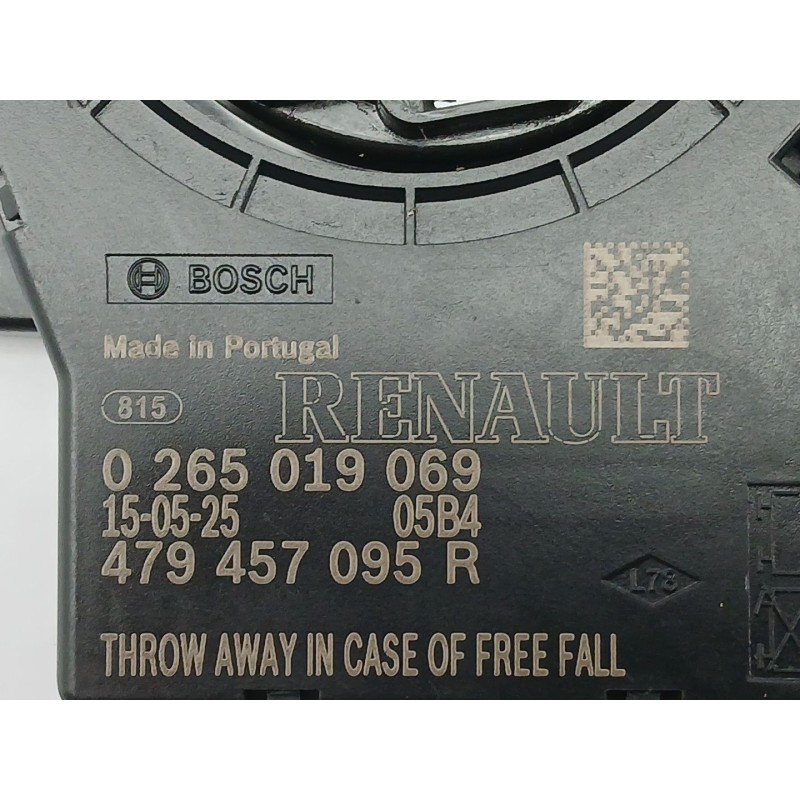 BOSCH
Made in Portugal
815
RENAULT
0 265 019 069
15-05-25 05B4
479 457 095 R
L78
THROW AWAY IN CASE OF FREE FALL